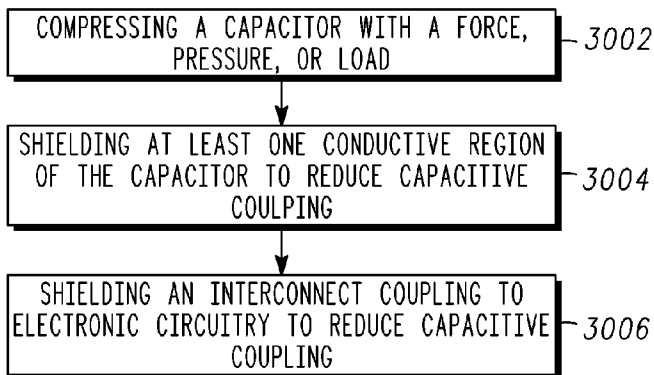 COMPRESSING A CAPACITOR WITH A FORCE,
PRESSURE, OR LOAD
3002
SHIELDING AT LEAST ONE CONDUCTIVE REGION
OF THE CAPACITOR TO REDUCE CAPACITIVE
COULPING
3004
SHIELDING AN INTERCONNECT COUPLING TO
ELECTRONIC CIRCUITRY TO REDUCE CAPACITIVE
COUPLING
3006